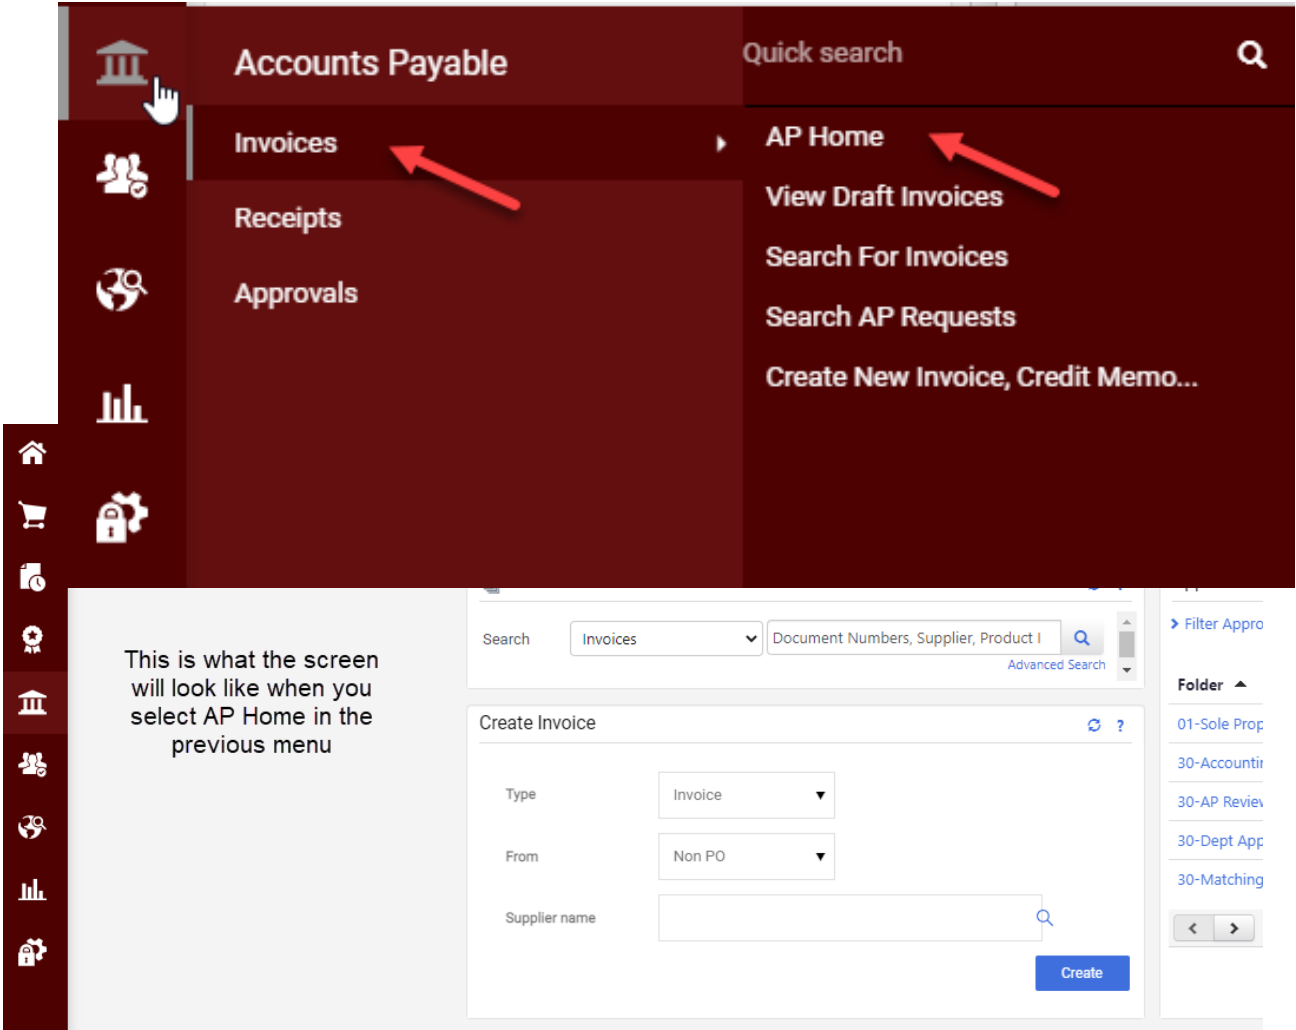 Accounts Payable
Quick search
Invoices
AP Home
View Draft Invoices
Receipts
Search For Invoices
Approvals
Search AP Requests
Create New Invoice, Credit Memo...
This is what the screen
will look like when you
select AP Home in the
previous menu
Search
Invoices
Document Numbers, Supplier, Product I
Advanced Search
Create Invoice
?
Type
Invoice
From
Non PO
Supplier name
Create
Filter Appro
Folder
01-Sole Prop
30-Accountin
30-AP Review
30-Dept App
30-Matching